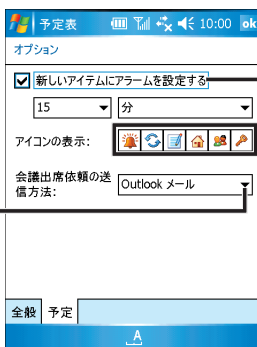 予定表 10:00 ok
オプション
新しいアイテムにアラームを設定する
15 分
アイコンの表示:
会議出席依頼の送
信方法: Outlook メール
全般 予定
A